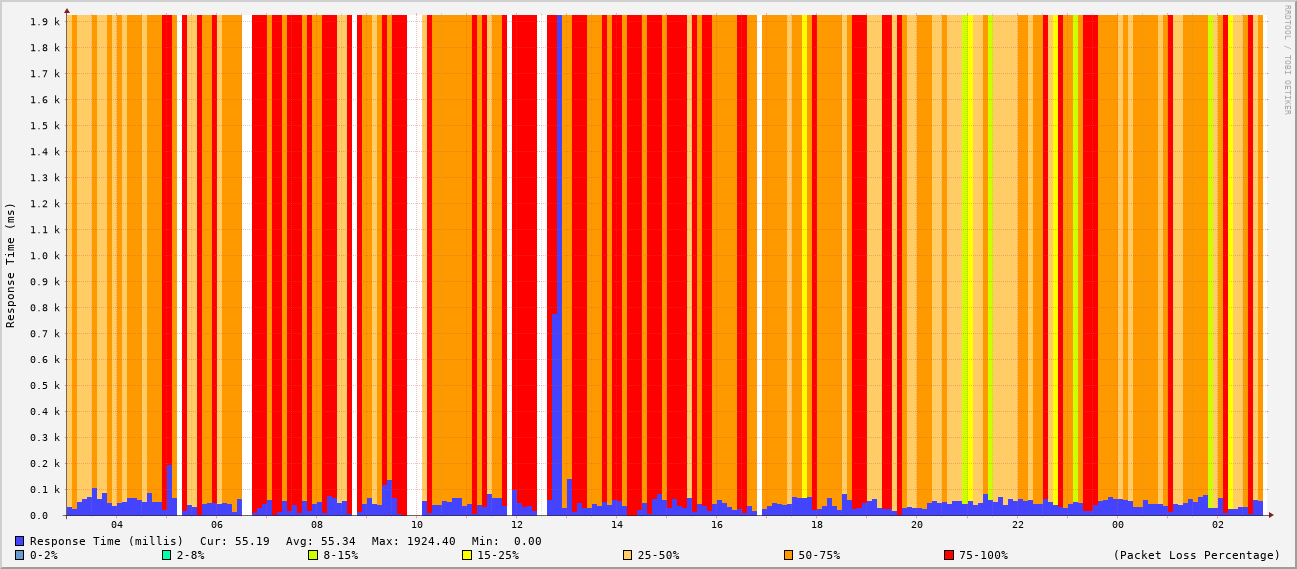 RRDTOOL / TOBI OETIKER
Response Time (ms)
1.9 k
1.8 k
1.7 k
1.6 k
1.5 k
1.4 k
1.3 k
1.2 k
1.1 k
1.0 k
0.9 k
0.8 k
0.7 k
0.6 k
0.5 k
0.4 k
0.3 k
0.2 k
0.1 k
0.0
04 06 08 10 12 14 16 18 20 22 00 02
Response Time (millis) Cur: 55.19 Avg: 55.34 Max: 1924.40 Min: 0.00
0-2% 2-8% 8-15% 15-25% 25-50% 50-75% 75-100% (Packet Loss Percentage)